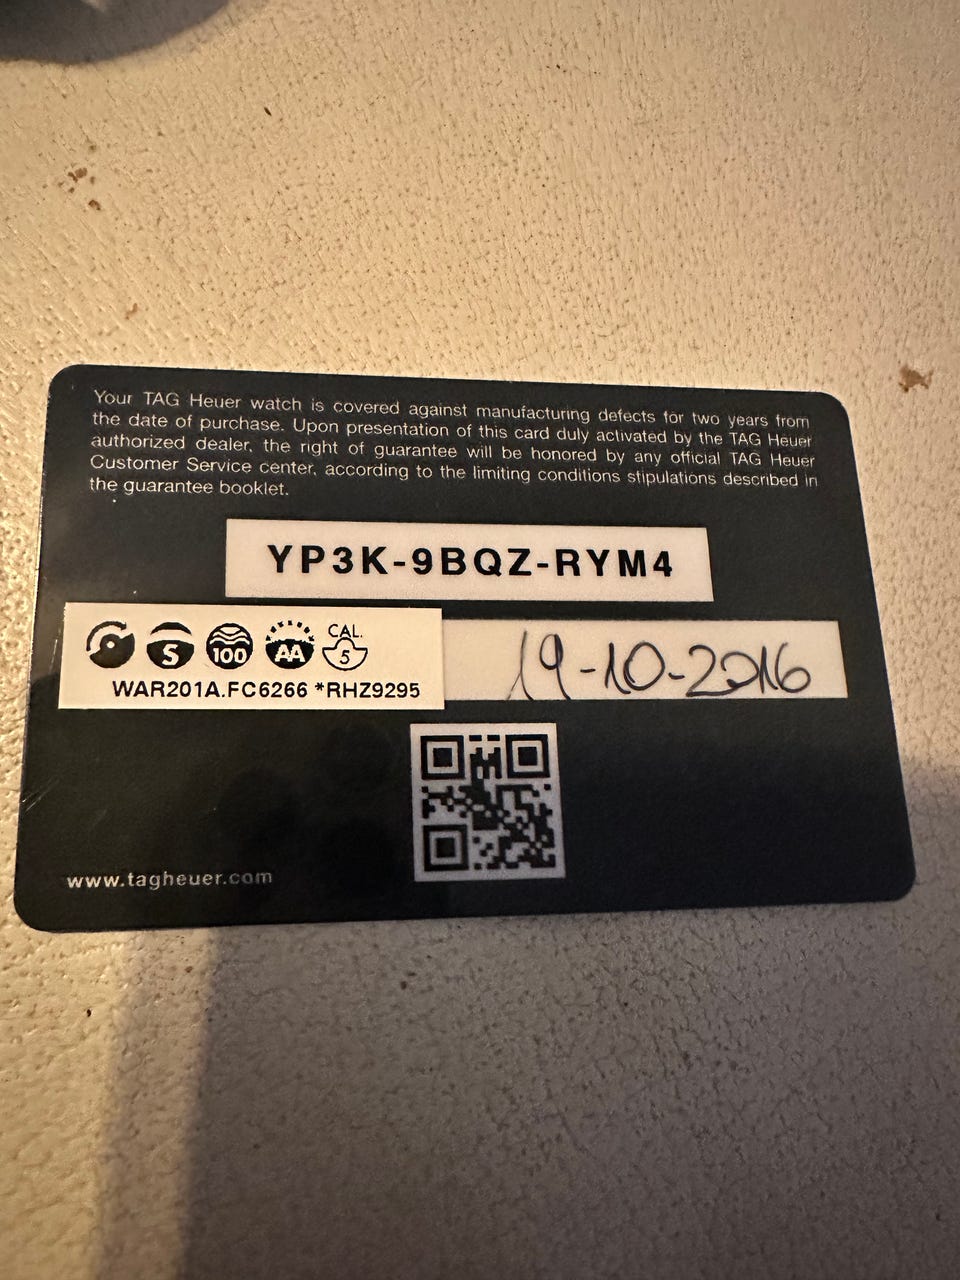 Your TAG Heuer watch is covered against manufacturing defects for two years from
the date of purchase. Upon presentation of this card duly activated by the TAG Heuer
authorized dealer, the right of guarantee will be honored by any official TAG Heuer
Customer Service center, according to the limiting conditions stipulations described in
the guarantee booklet.
YP3K-9BQZ-RYM4
S 100 AA CAL. 5
WAR201A.FC6266 *RHZ9295
19-10-2016
www.tagheuer.com